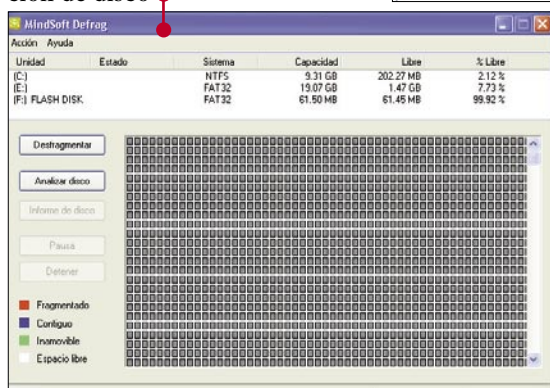 ción de disco
MindSoft Defrag
Acción Ayuda
Unidad Estado Sistema Capacidad Libre % Libre
(C:) NTFS 9.31 GB 202.27 MB 2.12 %
(E:) FAT32 19.07 GB 1.47 GB 7.73 %
(F:) FLASH DISK FAT32 61.50 MB 61.45 MB 99.92 %
Desfragmentar
Analizar disco
Informe de disco
Pausa
Detener
Fragmentado
Contiguo
Inamovible
Espacio libre